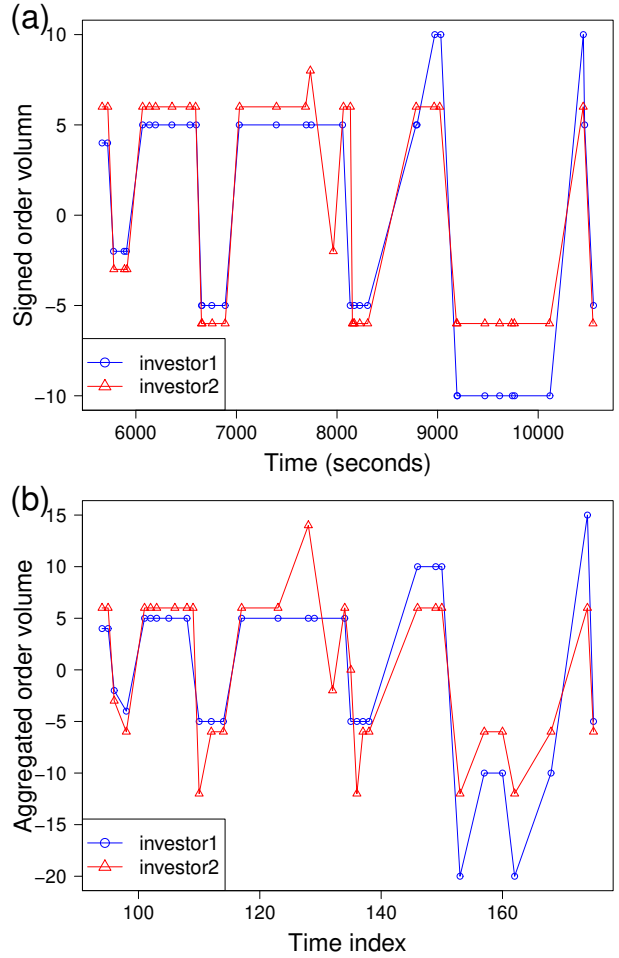 (a)
Signed order volumn
10
5
0
−5
−10
investor1
investor2
6000 7000 8000 9000 10000
Time (seconds)
(b)
Aggregated order volume
15
10
5
0
−5
−10
−15
−20
investor1
investor2
100 120 140 160
Time index